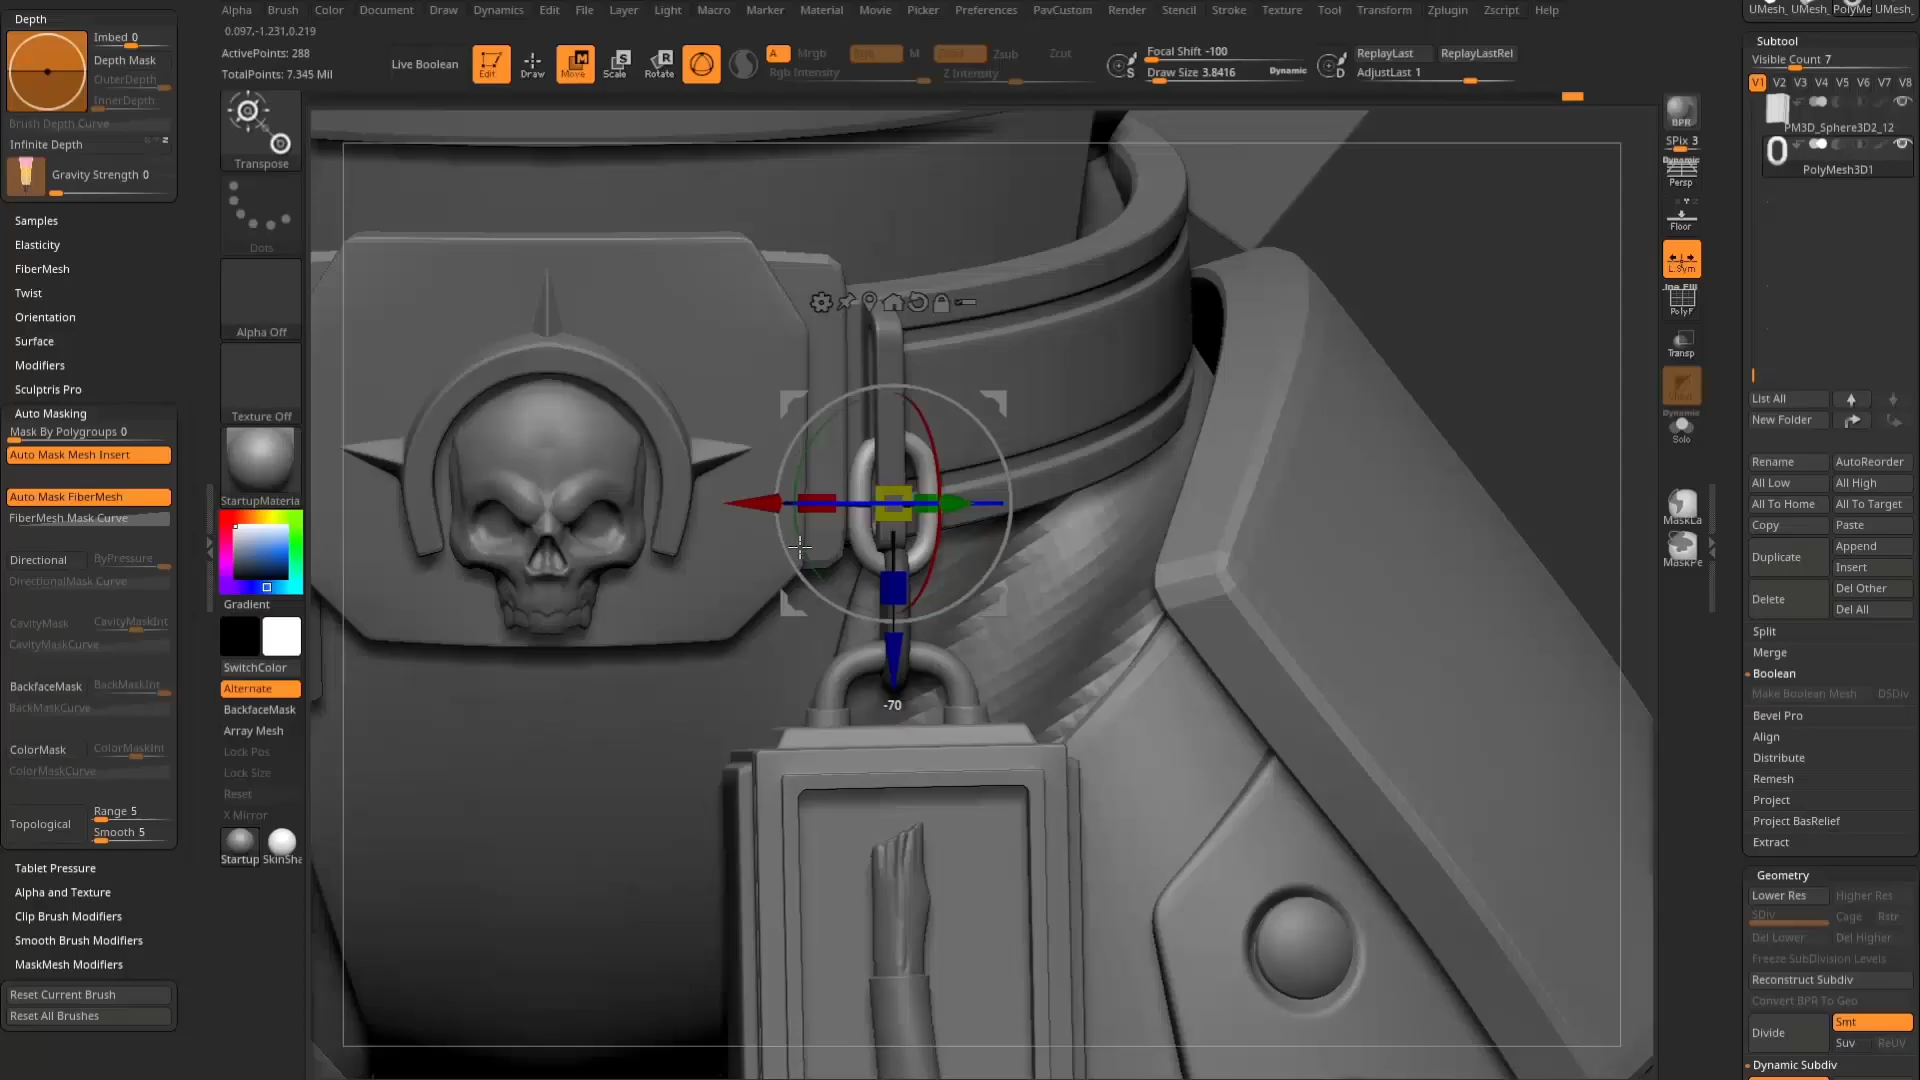 Alpha Brush Color Document Draw Dynamics Edit File Layer Light Macro Marker Material Movie Picker Preferences PavCustom Render Stencil Stroke Texture Tool Transform Zplugin Zscript Help
UMesh_ UMesh_ PolyMe UMesh_
Depth
Imbed 0
Depth Mask
OuterDepth
InnerDepth
Brush Depth Curve
Infinite Depth
Gravity Strength 0
Samples
Elasticity
FiberMesh
Twist
Orientation
Surface
Modifiers
Sculptris Pro
Auto Masking
Mask By Polygroups 0
Auto Mask Mesh Insert
Auto Mask FiberMesh
FiberMesh Mask Curve
Directional ByPressure
DirectionalMask Curve
CavityMask CavityMaskInt
CavityMaskCurve
BackfaceMask BackMaskInt
BackMaskCurve
ColorMask ColorMaskInt
ColorMaskCurve
Topological
Range 5
Smooth 5
Tablet Pressure
Alpha and Texture
Clip Brush Modifiers
Smooth Brush Modifiers
MaskMesh Modifiers
Reset Current Brush
Reset All Brushes
0.097,-1.231,0.219
ActivePoints: 288
TotalPoints: 7.345 Mil
Live Boolean
Edit
Draw
Move
Scale
Rotate
A Mrgb
M
Zsub
Zcut
Rgb Intensity
Z Intensity
S
Focal Shift -100
Draw Size 3.8416
Dynamic
D
ReplayLast
ReplayLastRel
AdjustLast 1
Transpose
Dots
Alpha Off
Texture Off
StartupMateria
Gradient
SwitchColor
Alternate
BackfaceMask
Array Mesh
Lock Pos
Lock Size
Reset
X Mirror
Startup SkinSha
-70
BPR
SPix 3
Dynamic
Persp
Floor
L.Sym
PolyF
Transp
Dynamic
Solo
MaskLa
MaskPe
Subtool
Visible Count 7
V1 V2 V3 V4 V5 V6 V7 V8
PM3D_Sphere3D2_12
PolyMesh3D1
List All
New Folder
Rename AutoReorder
All Low All High
All To Home All To Target
Copy Paste
Duplicate
Append
Insert
Delete
Del Other
Del All
Split
Merge
Boolean
Make Boolean Mesh DSDiv
Bevel Pro
Align
Distribute
Remesh
Project
Project BasRelief
Extract
Geometry
Lower Res Higher Res
SDiv Cage Rstr
Del Lower Del Higher
Freeze SubDivision Levels
Reconstruct Subdiv
Convert BPR To Geo
Divide
Smt
Suv ReUV
Dynamic Subdiv